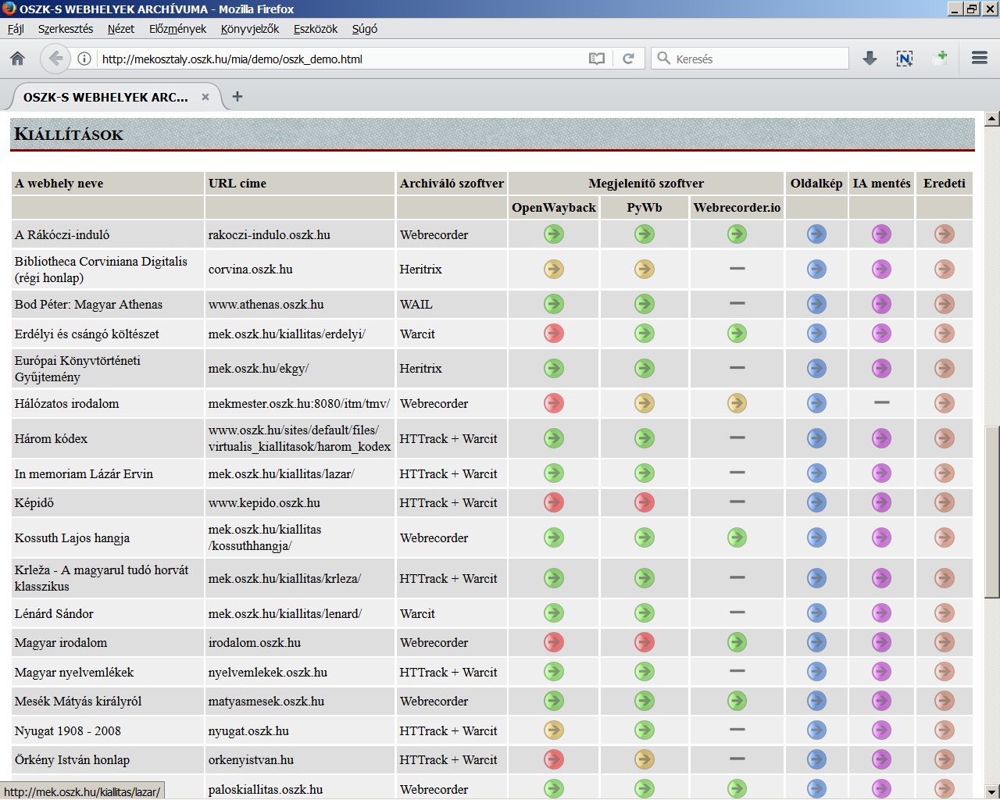 OSZK-S WEBHELYEK ARCHÍVUMA - Mozilla Firefox
Fájl Szerkesztés Nézet Előzmények Könyvjelzők Eszközök Súgó
http://mekosztaly.oszk.hu/mia/demo/oszk_demo.html Keresés
OSZK-S WEBHELYEK ARC...
KIÁLLÍTÁSOK
A webhely neve URL címe Archiváló szoftver Megjelenítő szoftver Oldalkép IA mentés Eredeti
OpenWayback PyWb Webrecorder.io
A Rákóczi-induló rakoczi-indulo.oszk.hu Webrecorder
Bibliotheca Corviniana Digitalis
(régi honlap) corvina.oszk.hu Heritrix
Bod Péter: Magyar Athenas www.athenas.oszk.hu WAIL
Erdélyi és csángó költészet mek.oszk.hu/kiallitas/erdelyi/ Warcit
Európai Könyvtörténeti
Gyűjtemény mek.oszk.hu/ekgy/ Heritrix
Hálózatos irodalom mekmester.oszk.hu:8080/itm/tmv/ Webrecorder
Három kódex www.oszk.hu/sites/default/files/
virtualis_kiallitasok/harom_kodex HTTrack + Warcit
In memoriam Lázár Ervin mek.oszk.hu/kiallitas/lazar/ HTTrack + Warcit
Képidő www.kepido.oszk.hu HTTrack + Warcit
Kossuth Lajos hangja mek.oszk.hu/kiallitas
/kossuthhangja/ Webrecorder
Krleža - A magyarul tudó horvát
klasszikus mek.oszk.hu/kiallitas/krleza/ HTTrack + Warcit
Lénárd Sándor mek.oszk.hu/kiallitas/lenard/ Warcit
Magyar irodalom irodalom.oszk.hu Webrecorder
Magyar nyelvemlékek nyelvemlekek.oszk.hu HTTrack + Warcit
Mesék Mátyás királyról matyasmesek.oszk.hu Webrecorder
Nyugat 1908 - 2008 nyugat.oszk.hu HTTrack + Warcit
Örkény István honlap orkenyistvan.hu HTTrack + Warcit
paloskiallitas.oszk.hu Webrecorder
http://mek.oszk.hu/kiallitas/lazar/